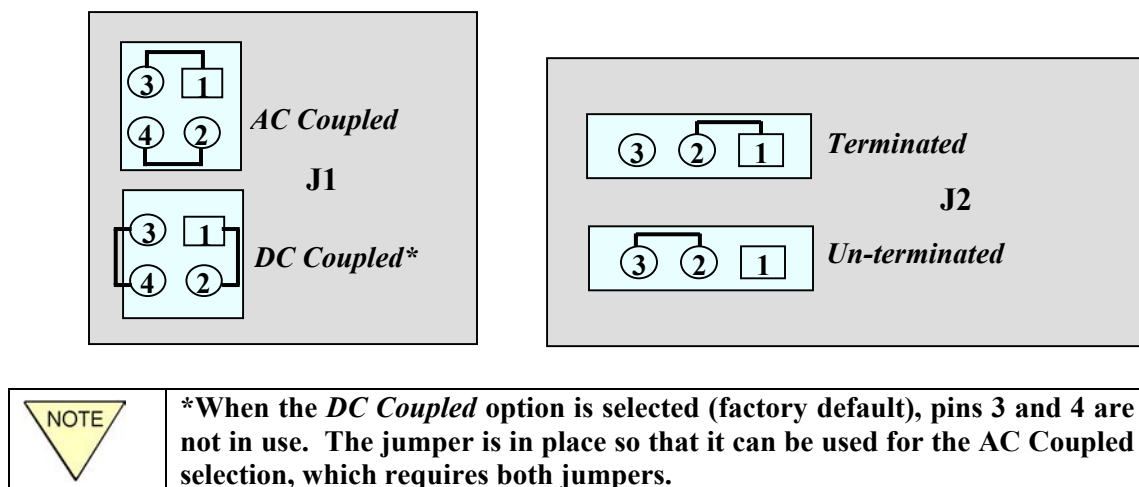 3 1
4 2
AC Coupled
J1
3 1
4 2
DC Coupled*
3 2 1
Terminated
J2
3 2 1
Un-terminated
NOTE
*When the DC Coupled option is selected (factory default), pins 3 and 4 are
not in use. The jumper is in place so that it can be used for the AC Coupled
selection, which requires both jumpers.